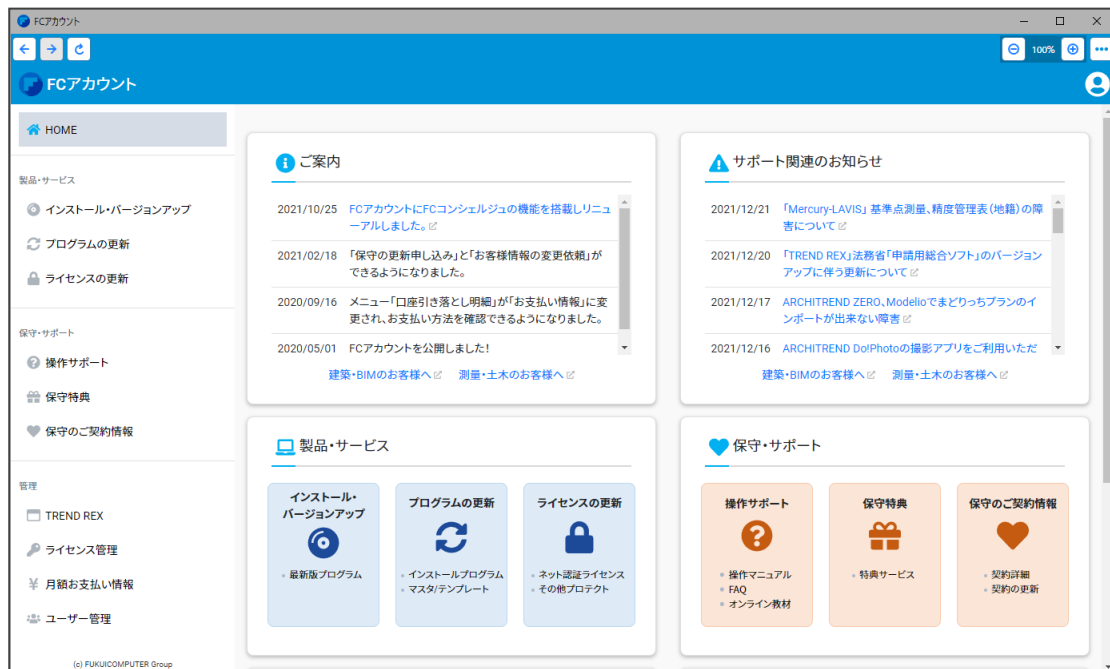 FCアカウント
100%
FCアカウント
HOME
製品・サービス
インストール・バージョンアップ
プログラムの更新
ライセンスの更新
保守・サポート
操作サポート
保守特典
保守のご契約情報
管理
TREND REX
ライセンス管理
月額お支払い情報
ユーザー管理
(c) FUKUICOMPUTER Group
ご案内
2021/10/25 FCアカウントにFCコンシェルジュの機能を搭載しリニュ
ーアルしました。
2021/02/18 「保守の更新申し込み」と「お客様情報の変更依頼」が
できるようになりました。
2020/09/16 メニュー「口座引き落とし明細」が「お支払い情報」に変
更され、お支払い方法を確認できるようになりました。
2020/05/01 FCアカウントを公開しました!
建築・BIMのお客様へ 測量・土木のお客様へ
サポート関連のお知らせ
2021/12/21 「Mercury-LAVIS」 基準点測量、精度管理表（地籍）の障
害について
2021/12/20 「TREND REX」法務省「申請用総合ソフト」のバージョン
アップに伴う更新について
2021/12/17 ARCHITREND ZERO、Modelioでまどりっちプランのイ
ンポートが出来ない障害
2021/12/16 ARCHITREND Do!Photoの撮影アプリをご利用いただ
建築・BIMのお客様へ 測量・土木のお客様へ
製品・サービス
インストール・
バージョンアップ
最新版プログラム
プログラムの更新
インストールプログラム
マスタ/テンプレート
ライセンスの更新
ネット認証ライセンス
その他プロテクト
保守・サポート
操作サポート
操作マニュアル
FAQ
オンライン教材
保守特典
特典サービス
保守のご契約情報
契約詳細
契約の更新